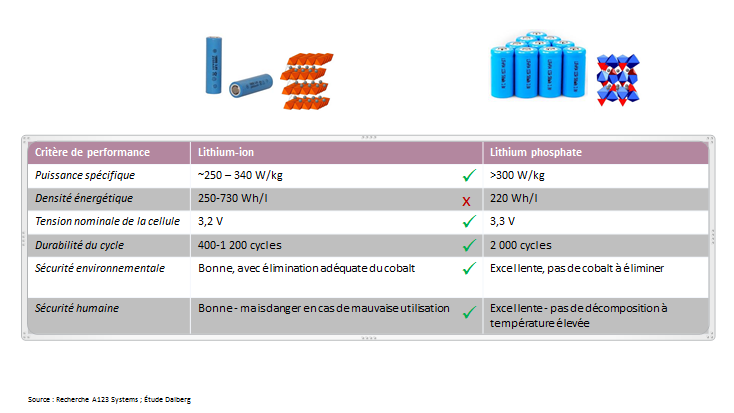 Critère de performance Lithium-ion Lithium phosphate
Puissance spécifique ~250 – 340 W/kg ✓ >300 W/kg
Densité énergétique 250-730 Wh/l x 220 Wh/l
Tension nominale de la cellule 3,2 V ✓ 3,3 V
Durabilité du cycle 400-1 200 cycles ✓ 2 000 cycles
Sécurité environnementale Bonne, avec élimination adéquate du cobalt ✓ Excellente, pas de cobalt à éliminer
Sécurité humaine Bonne - mais danger en cas de mauvaise utilisation ✓ Excellente - pas de décomposition à
température élevée
Source : Recherche A123 Systems ; Étude Dalberg